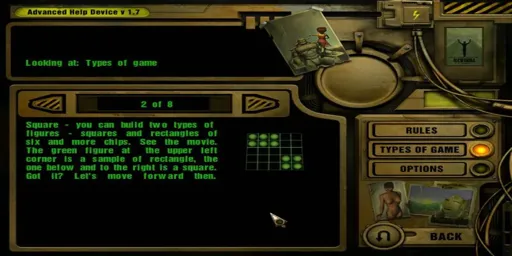 Advanced Help Device v 1,7
Looking at: Types of game
2 of 8
Square - you can build two types of
figures - squares and rectangles of
six and more chips. See the movie.
The green figure at the upper left
corner is a sample of rectangle, the
one below and to the right is a square.
Got it? Let's move forward then.
RULES
TYPES OF GAME
OPTIONS
BACK